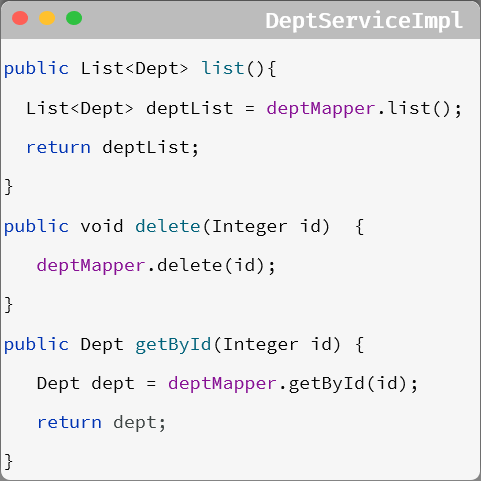 DeptServiceImpl
public List<Dept> list(){
List<Dept> deptList = deptMapper.list();
return deptList;
}
public void delete(Integer id)  {
deptMapper.delete(id);
}
public Dept getById(Integer id) {
Dept dept = deptMapper.getById(id);
return dept;
}